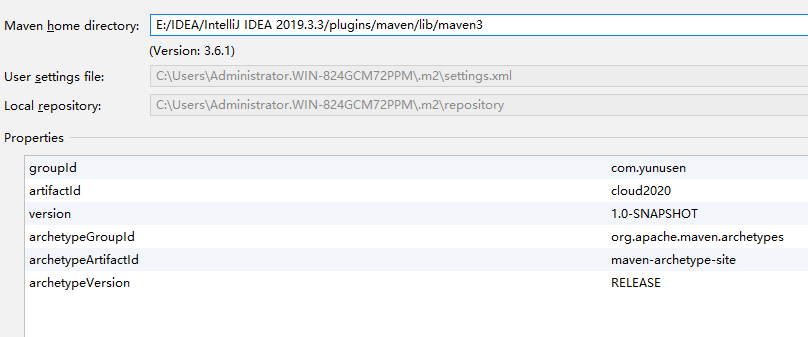 Maven home directory: E:/IDEA/IntelliJ IDEA 2019.3.3/plugins/maven/lib/maven3
(Version: 3.6.1)
User settings file: C:\Users\Administrator.WIN-824GCM72PPM\.m2\settings.xml
Local repository: C:\Users\Administrator.WIN-824GCM72PPM\.m2\repository
Properties
groupId com.yunusen
artifactId cloud2020
version 1.0-SNAPSHOT
archetypeGroupId org.apache.maven.archetypes
archetypeArtifactId maven-archetype-site
archetypeVersion RELEASE